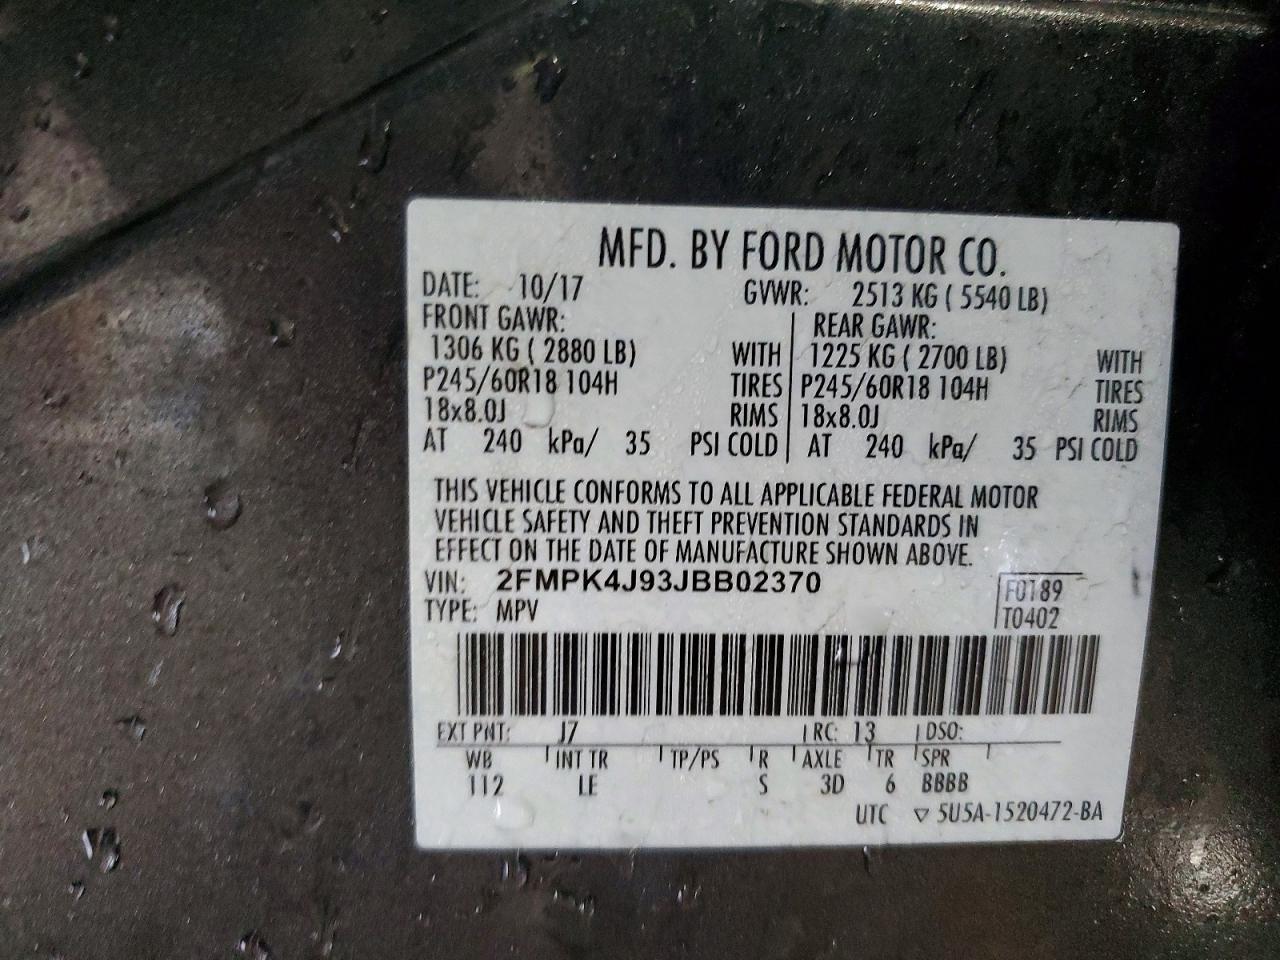 MFD. BY FORD MOTOR CO.
DATE: 10/17 GVWR: 2513 KG ( 5540 LB)
FRONT GAWR: REAR GAWR:
1306 KG ( 2880 LB) WITH 1225 KG ( 2700 LB) WITH
P245/60R18 104H TIRES P245/60R18 104H TIRES
18x8.0J RIMS 18x8.0J RIMS
AT 240 kPa/ 35 PSI COLD AT 240 kPa/ 35 PSI COLD
THIS VEHICLE CONFORMS TO ALL APPLICABLE FEDERAL MOTOR
VEHICLE SAFETY AND THEFT PREVENTION STANDARDS IN
EFFECT ON THE DATE OF MANUFACTURE SHOWN ABOVE.
VIN: 2FMPK4J93JBB02370 F0189
TYPE: MPV T0402
EXT PNT: J7 RC: 13 DSO:
WB INT TR TP/PS R AXLE TR SPR
112 LE S 3D 6 BBBB
UTC ▽ 5U5A-1520472-BA